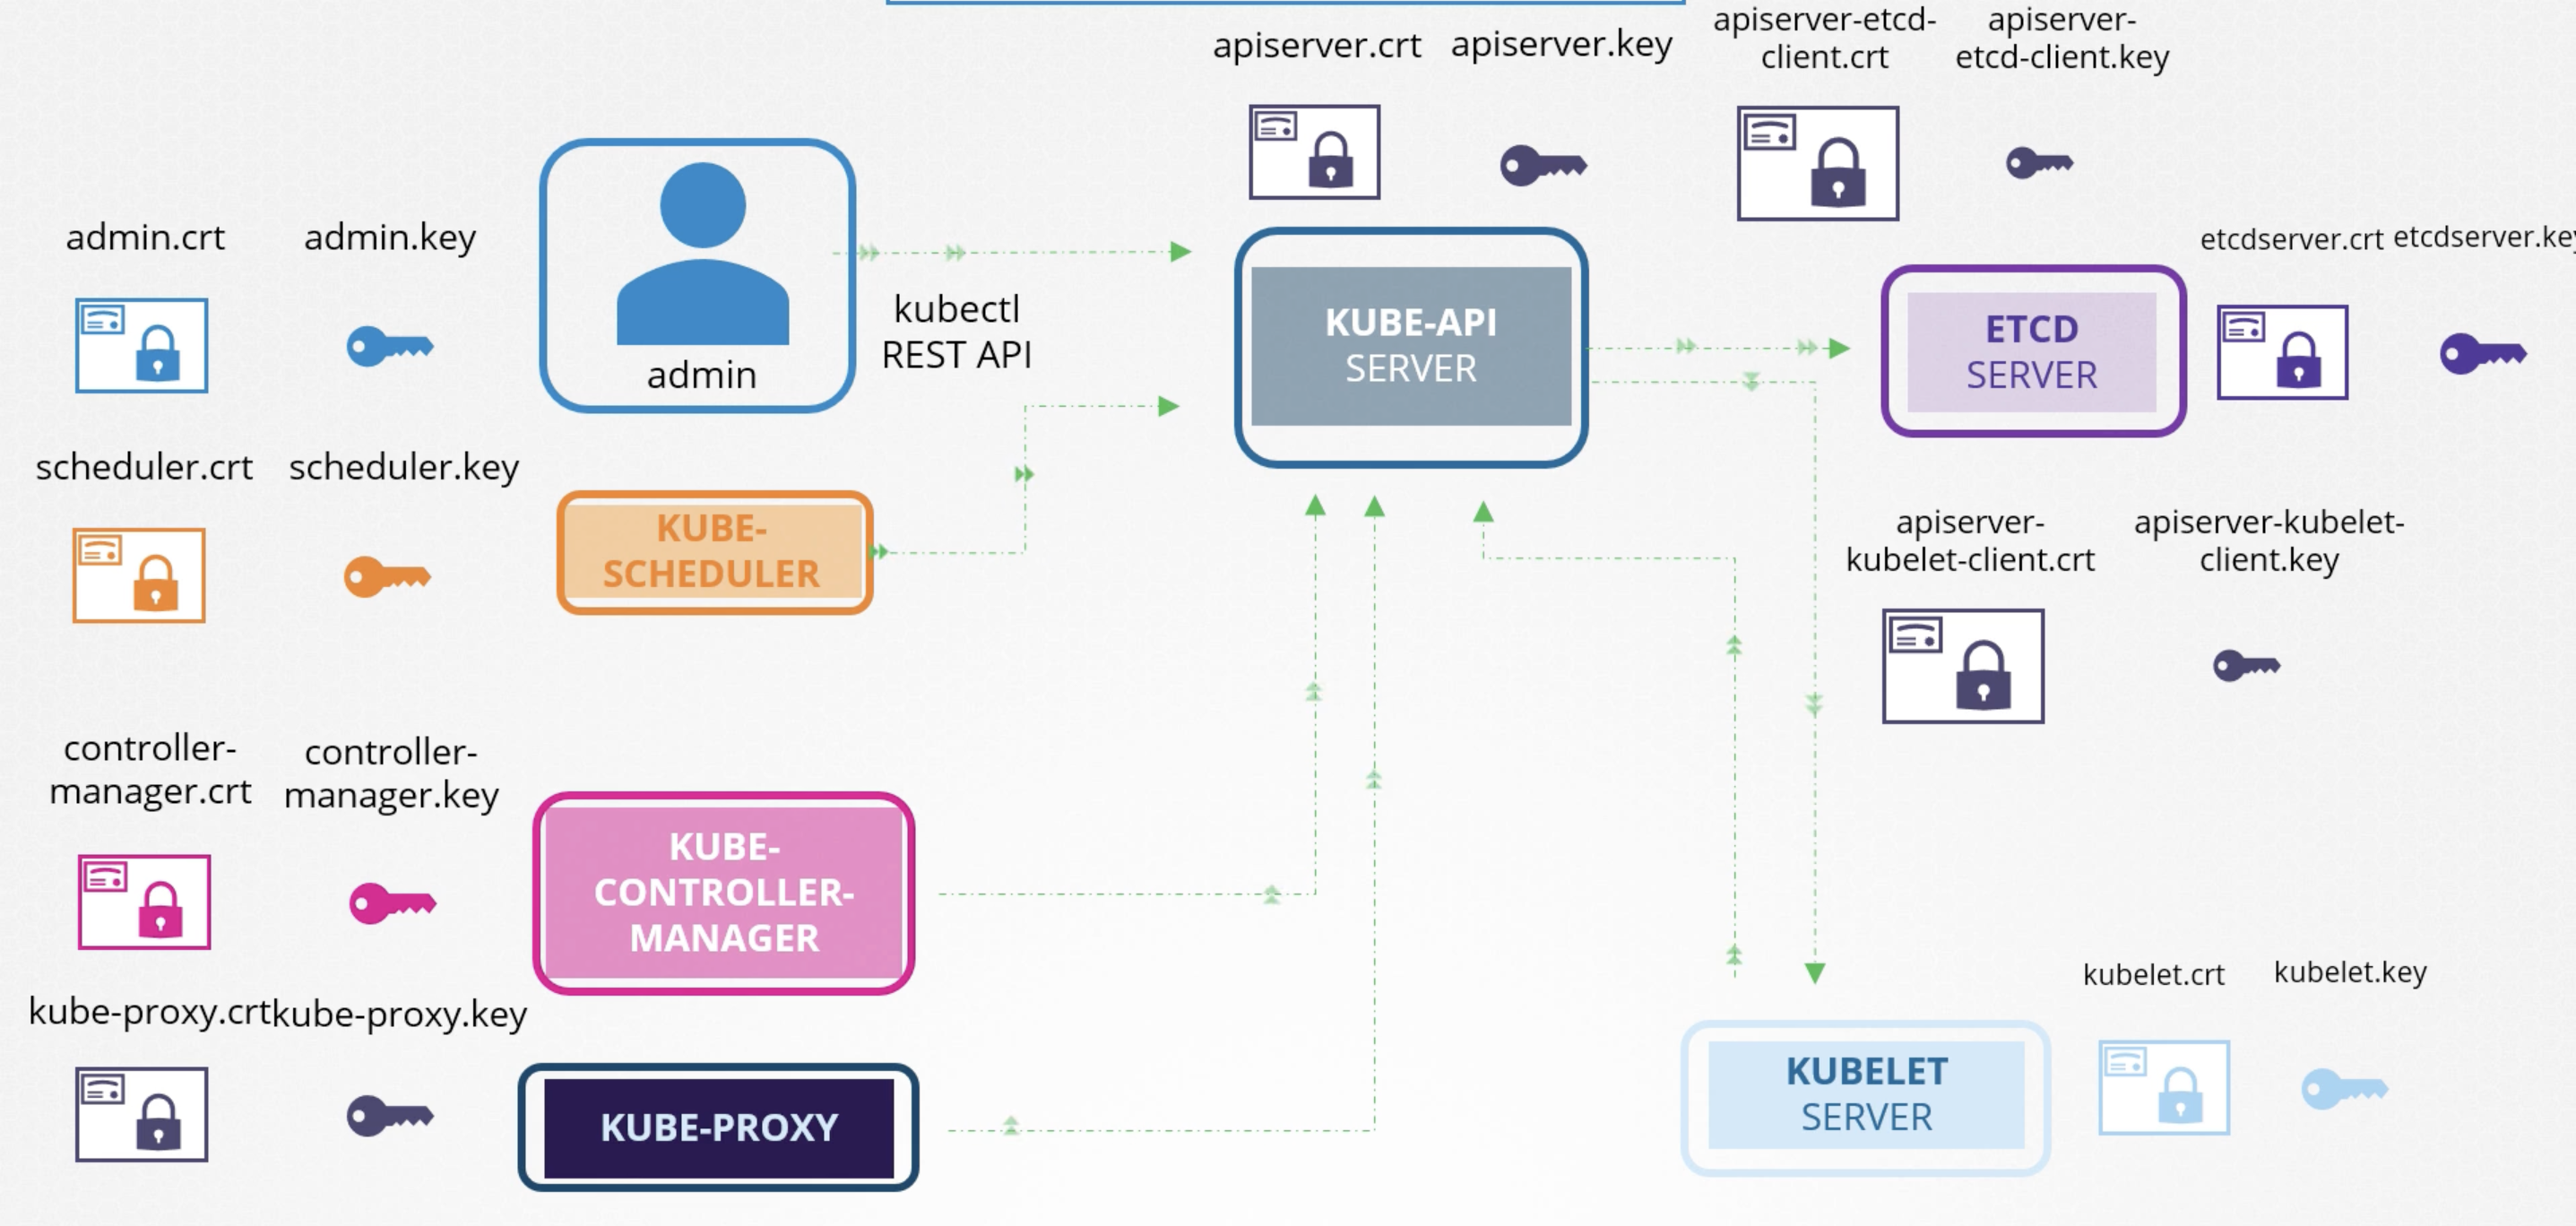 apiserver.crt
apiserver.key
apiserver-etcd-
client.crt
apiserver-
etcd-client.key
admin.crt
admin.key
admin
kubectl
REST API
KUBE-API
SERVER
ETCD
SERVER
etcdserver.crt
etcdserver.key
scheduler.crt
scheduler.key
KUBE-
SCHEDULER
apiserver-
kubelet-client.crt
apiserver-kubelet-
client.key
controller-
manager.crt
controller-
manager.key
KUBE-
CONTROLLER-
MANAGER
kube-proxy.crt
kube-proxy.key
KUBE-PROXY
kubelet.crt
kubelet.key
KUBELET
SERVER